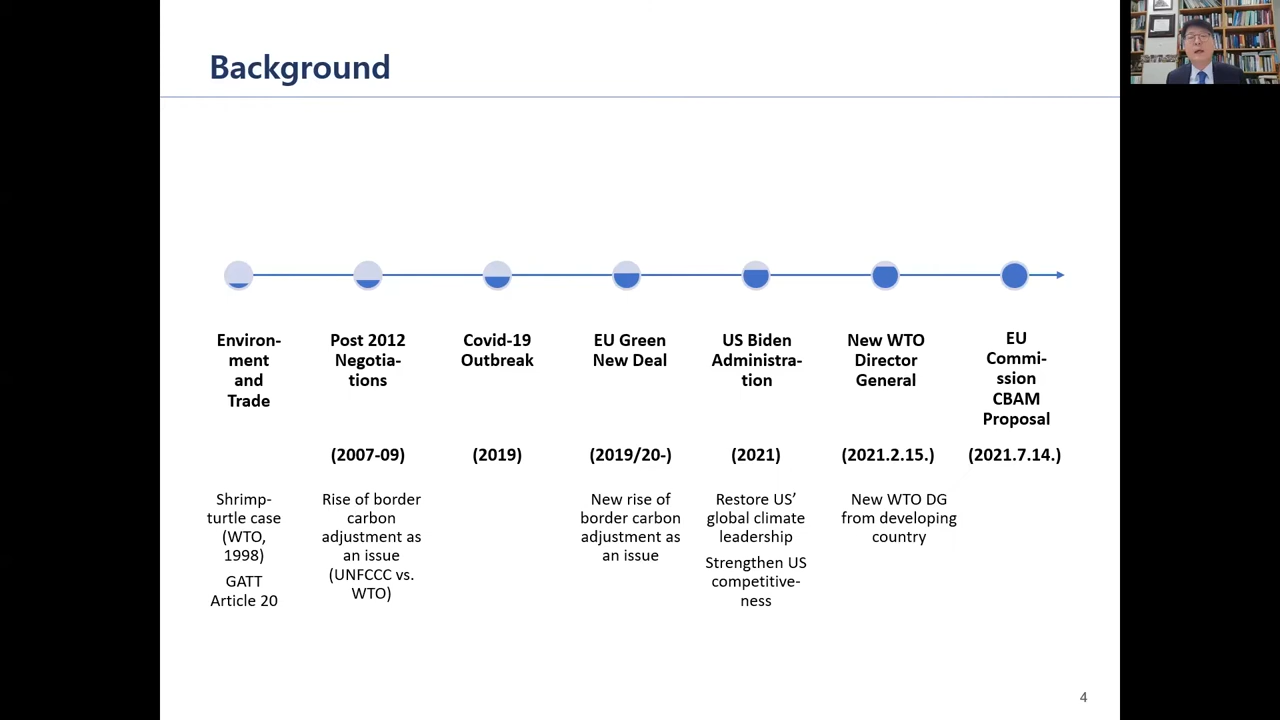 Background
Environ-
ment
and
Trade
Post 2012
Negotia-
tions
(2007-09)
Covid-19
Outbreak
(2019)
EU Green
New Deal
(2019/20-)
US Biden
Administra-
tion
(2021)
New WTO
Director
General
(2021.2.15.)
EU
Commi-
ssion
CBAM
Proposal
(2021.7.14.)
Shrimp-
turtle case
(WTO,
1998)
GATT
Article 20
Rise of border
carbon
adjustment as
an issue
(UNFCCC vs.
WTO)
New rise of
border carbon
adjustment as
an issue
Restore US’
global climate
leadership
Strengthen US
competitive-
ness
New WTO DG
from developing
country
4